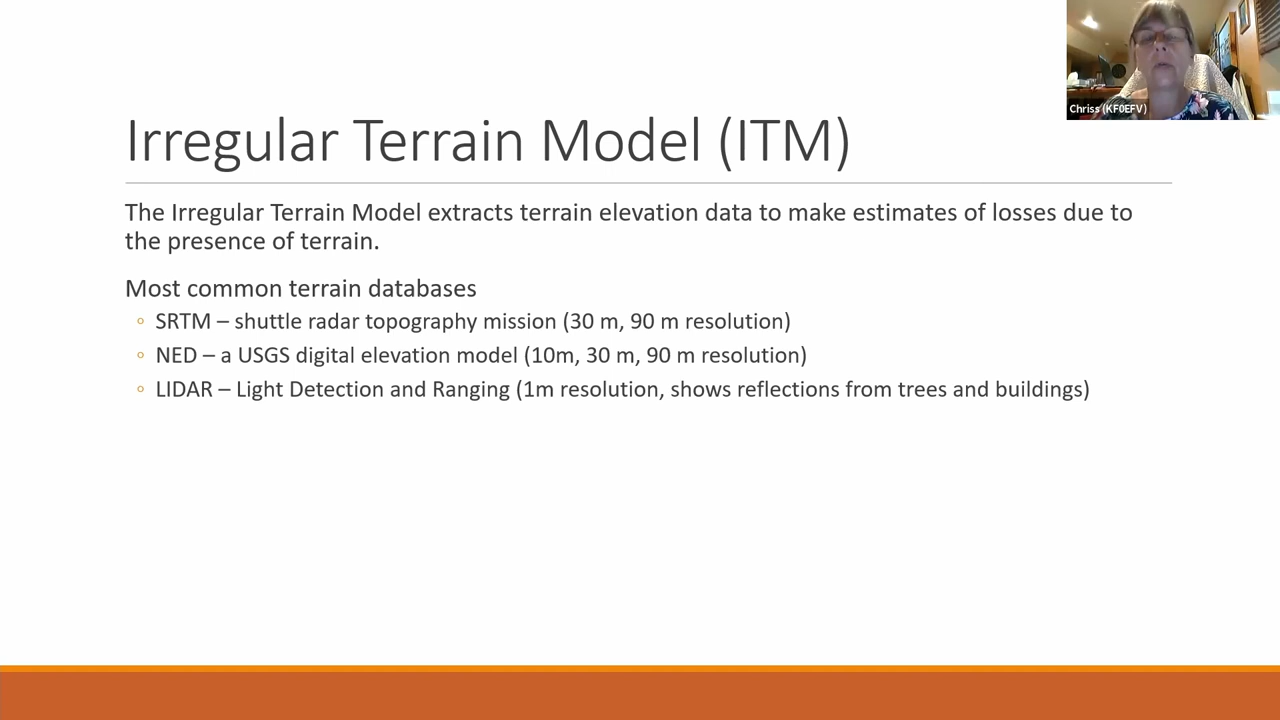 Chriss (KF0EFV)
Irregular Terrain Model (ITM)
The Irregular Terrain Model extracts terrain elevation data to make estimates of losses due to
the presence of terrain.
Most common terrain databases
◦ SRTM – shuttle radar topography mission (30 m, 90 m resolution)
◦ NED – a USGS digital elevation model (10m, 30 m, 90 m resolution)
◦ LIDAR – Light Detection and Ranging (1m resolution, shows reflections from trees and buildings)